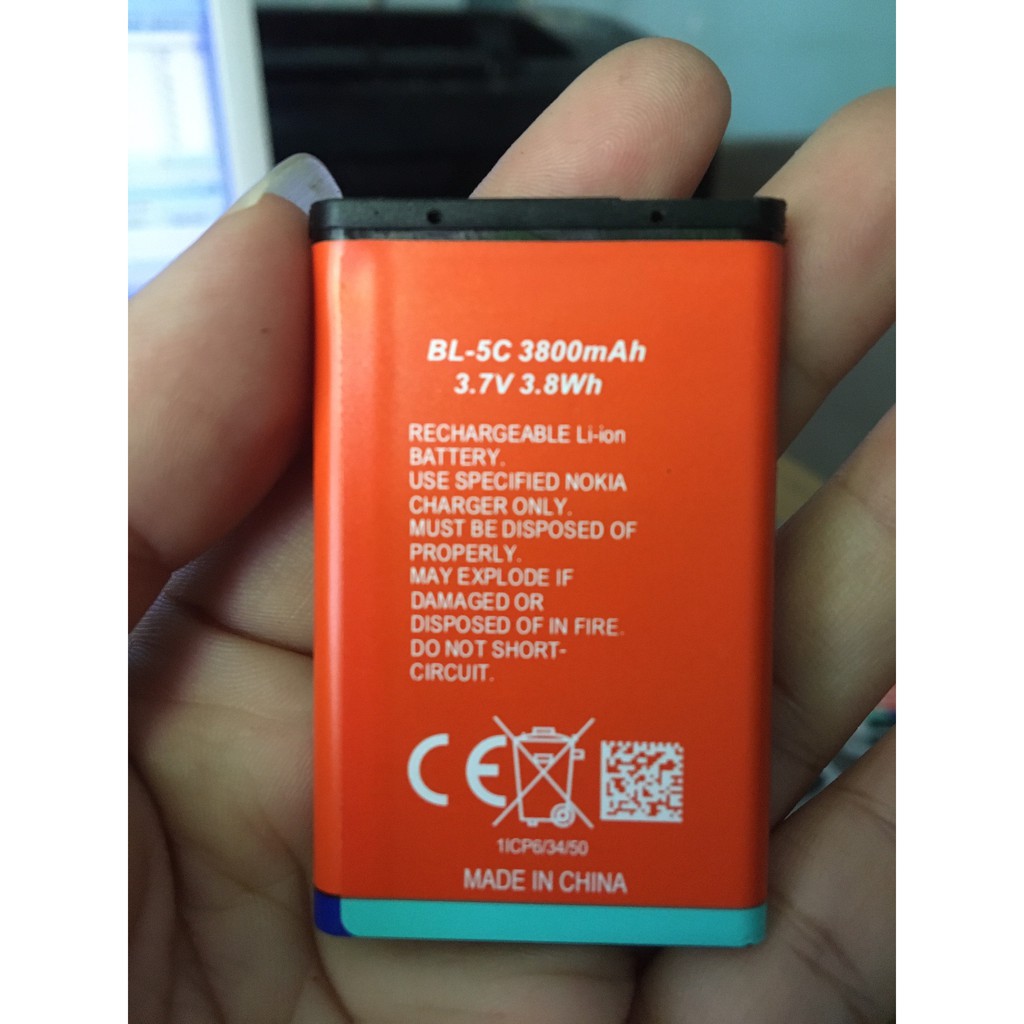 BL-5C 3800mAh
3.7V 3.8Wh
RECHARGEABLE Li-ion
BATTERY.
USE SPECIFIED NOKIA
CHARGER ONLY.
MUST BE DISPOSED OF
PROPERLY.
MAY EXPLODE IF
DAMAGED OR
DISPOSED OF IN FIRE.
DO NOT SHORT-
CIRCUIT.
CE
1ICP6/34/50
MADE IN CHINA